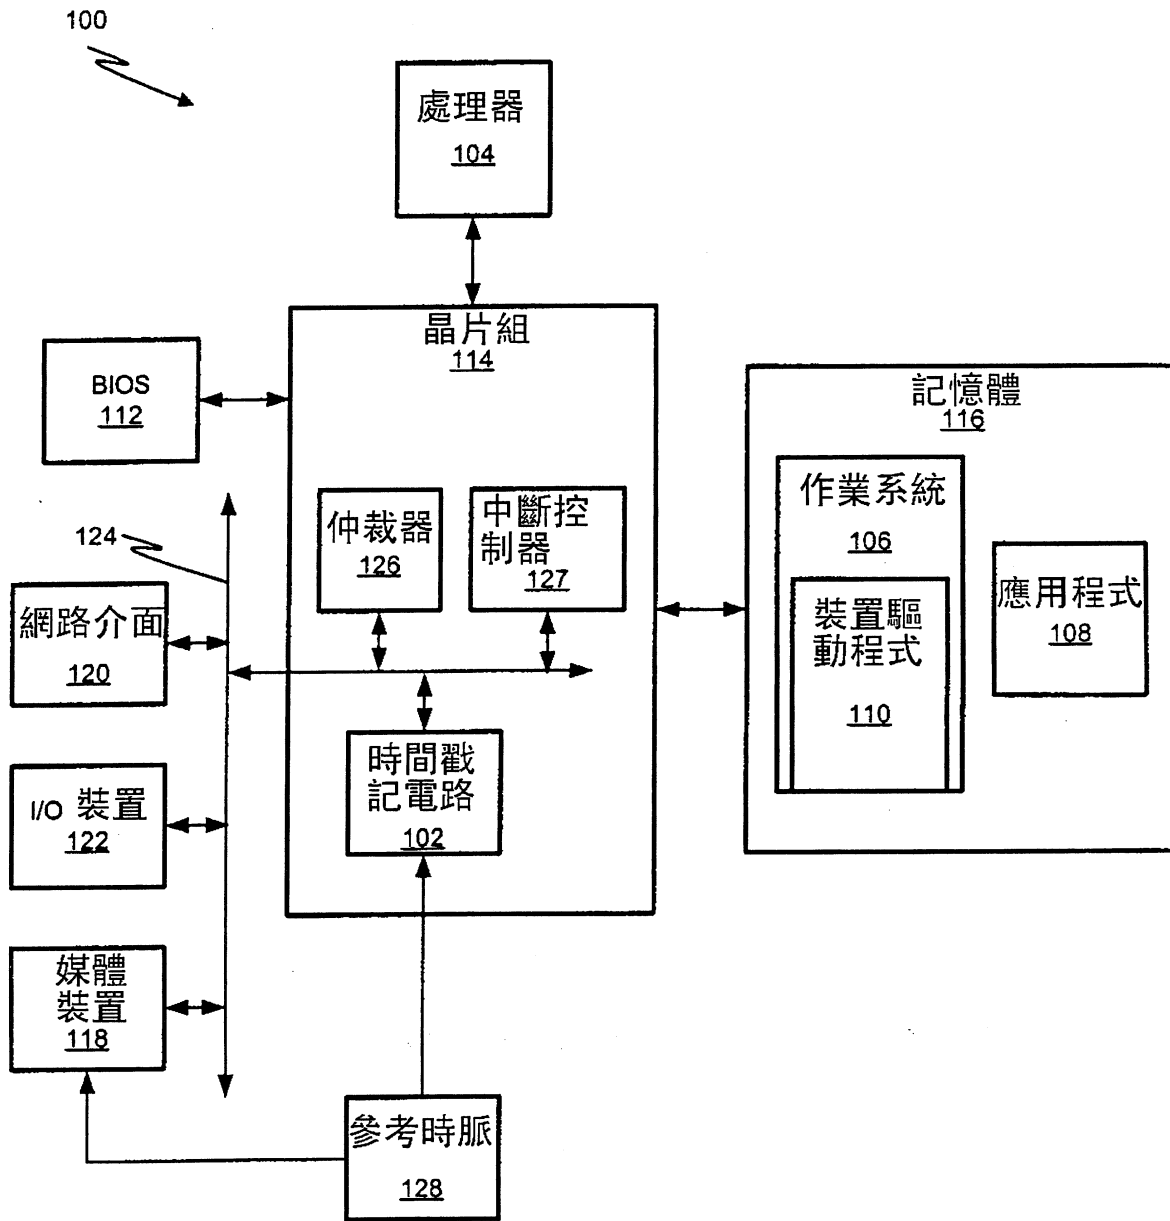 100
處理器
104
晶片組
114
BIOS
112
記憶體
116
作業系統
106
仲裁器
126
中斷控
制器
127
124
應用程式
108
裝置驅
動程式
110
網路介面
120
時間戳
記電路
102
I/O 裝置
122
媒體
裝置
118
參考時脈
128